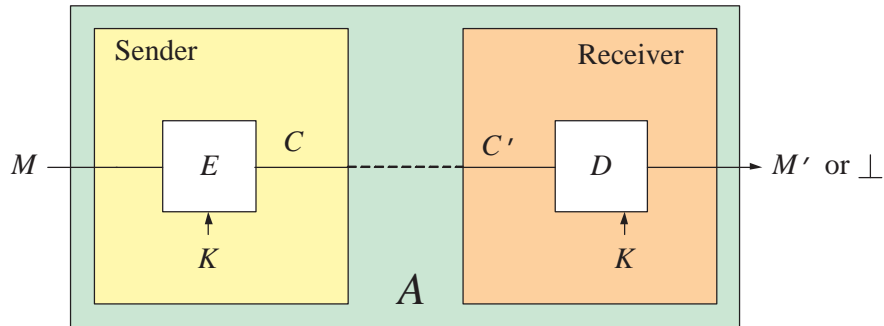 Sender
Receiver
M
E
C
C'
D
M' or ⊥
K
K
A